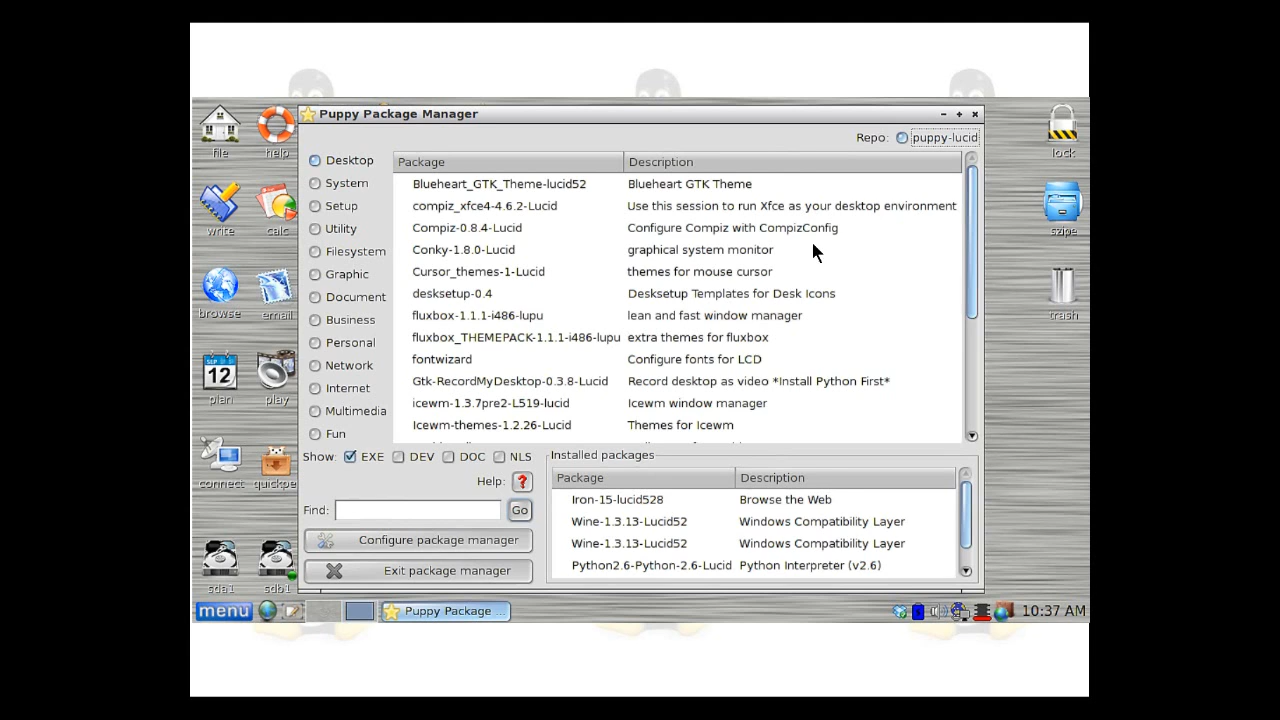 Puppy Package Manager
Repo: puppy-lucid
file
help
write
calc
browse
email
SEP
12
plan
play
connect
quickpe
sda1
sdb1
lock
szipe
trash
Desktop
System
Setup
Utility
Filesystem
Graphic
Document
Business
Personal
Network
Internet
Multimedia
Fun
Package Description
Blueheart_GTK_Theme-lucid52 Blueheart GTK Theme
compiz_xfce4-4.6.2-Lucid Use this session to run Xfce as your desktop environment
Compiz-0.8.4-Lucid Configure Compiz with CompizConfig
Conky-1.8.0-Lucid graphical system monitor
Cursor_themes-1-Lucid themes for mouse cursor
desksetup-0.4 Desksetup Templates for Desk Icons
fluxbox-1.1.1-i486-lupu lean and fast window manager
fluxbox_THEMEPACK-1.1.1-i486-lupu extra themes for fluxbox
fontwizard Configure fonts for LCD
Gtk-RecordMyDesktop-0.3.8-Lucid Record desktop as video *Install Python First*
icewm-1.3.7pre2-L519-lucid Icewm window manager
Icewm-themes-1.2.26-Lucid Themes for Icewm
Show: EXE DEV DOC NLS
Help: ?
Find: Go
Configure package manager
Exit package manager
Installed packages
Package Description
Iron-15-lucid528 Browse the Web
Wine-1.3.13-Lucid52 Windows Compatibility Layer
Wine-1.3.13-Lucid52 Windows Compatibility Layer
Python2.6-Python-2.6-Lucid Python Interpreter (v2.6)
menu Puppy Package ... 10:37 AM